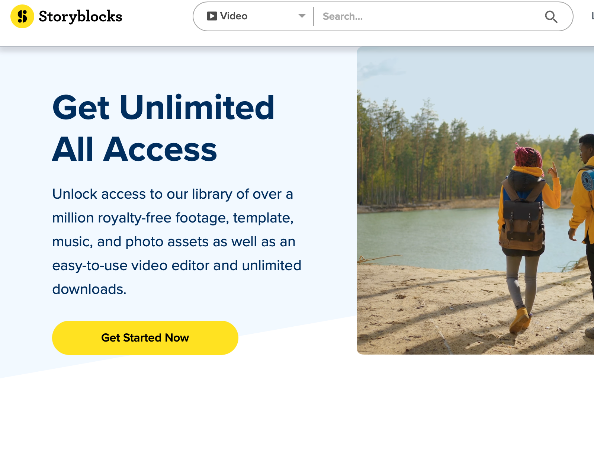 Storyblocks
Video
Search...
Get Unlimited
All Access
Unlock access to our library of over a
million royalty-free footage, template,
music, and photo assets as well as an
easy-to-use video editor and unlimited
downloads.
Get Started Now